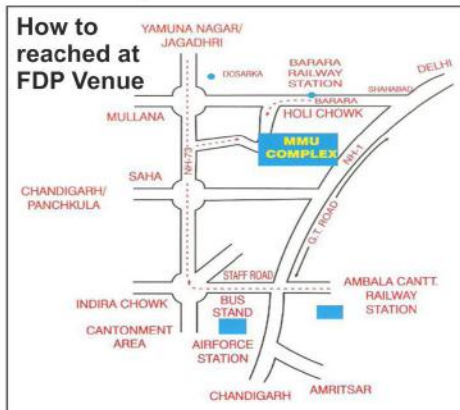 How to
reached at
FDP Venue
YAMUNA NAGAR/
JAGADHRI
DOSARKA
BARARA
RAILWAY
STATION
DELHI
SHAHABAD
BARARA
MULLANA
HOLI CHOWK
MMU
COMPLEX
NH-73
NH-1
SAHA
CHANDIGARH/
PANCHKULA
G.T. ROAD
STAFF ROAD
INDIRA CHOWK
BUS
STAND
AMBALA CANTT.
RAILWAY
STATION
CANTONMENT
AREA
AIRFORCE
STATION
CHANDIGARH
AMRITSAR